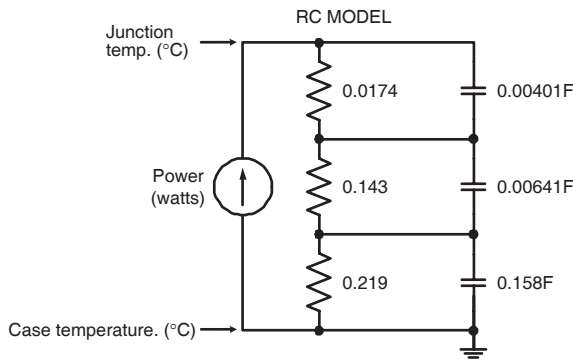 RC MODEL
Junction
temp. (°C)
0.0174
0.00401F
Power
(watts)
0.143
0.00641F
0.219
0.158F
Case temperature. (°C)